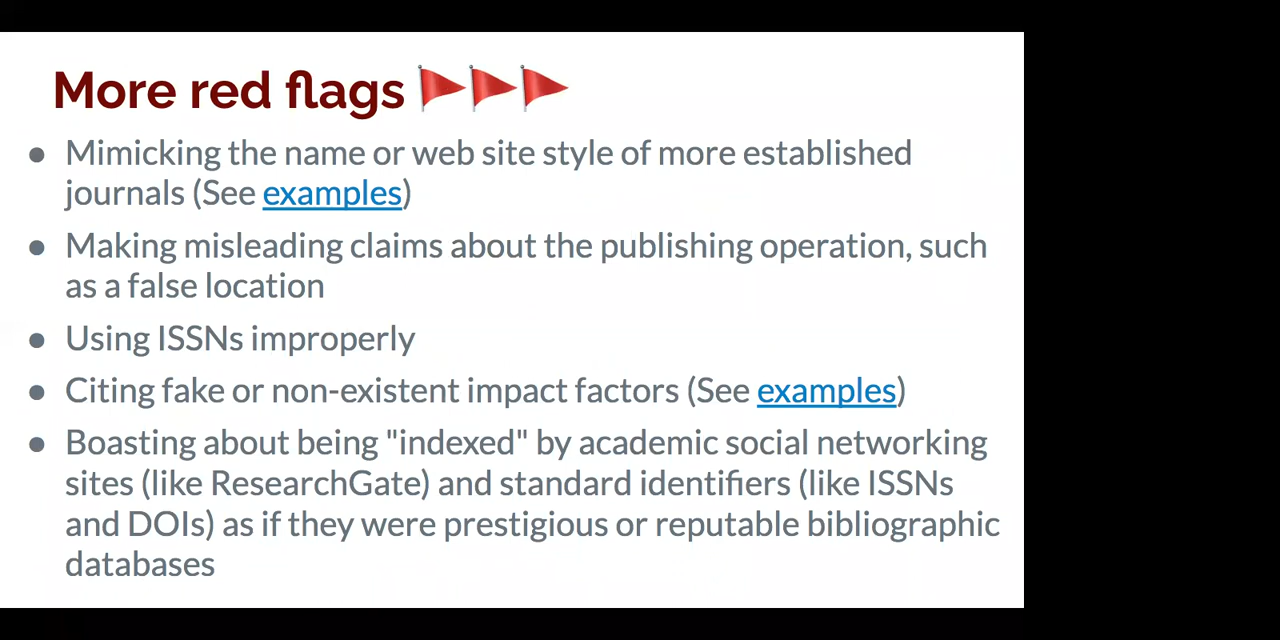 More red flags
● Mimicking the name or web site style of more established
journals (See examples)
● Making misleading claims about the publishing operation, such
as a false location
● Using ISSNs improperly
● Citing fake or non-existent impact factors (See examples)
● Boasting about being "indexed" by academic social networking
sites (like ResearchGate) and standard identifiers (like ISSNs
and DOIs) as if they were prestigious or reputable bibliographic
databases